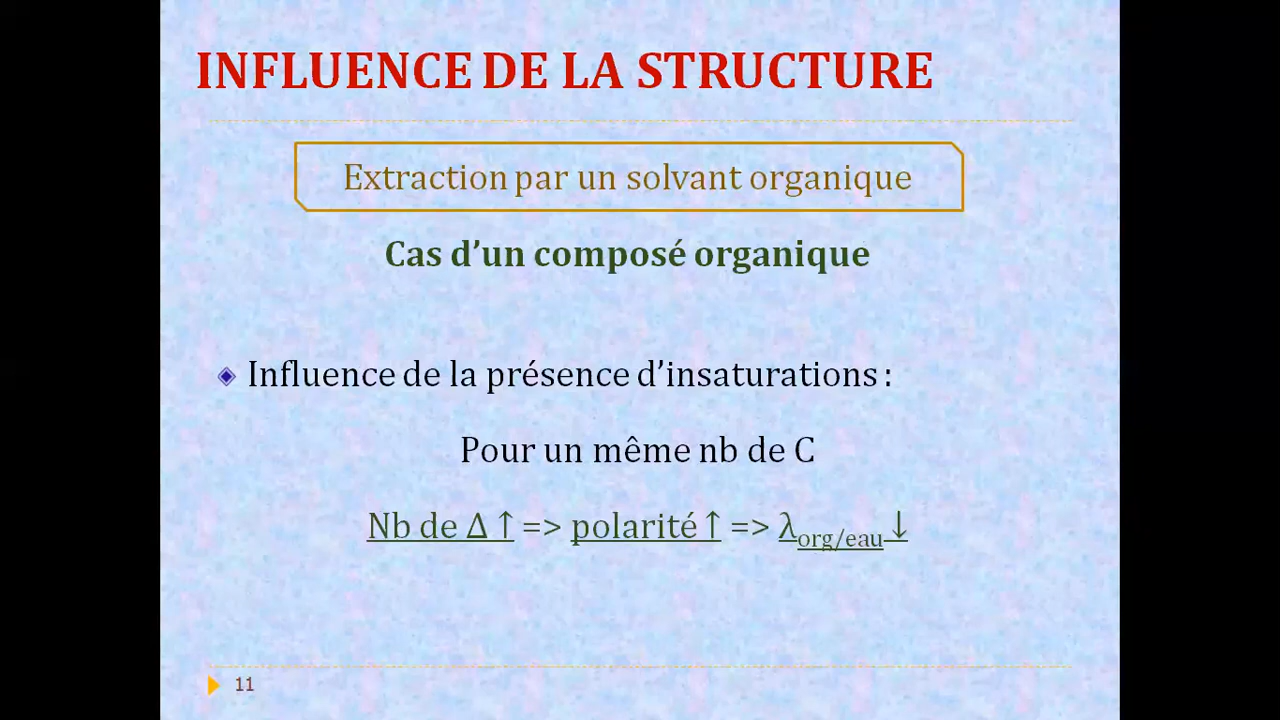 INFLUENCE DE LA STRUCTURE
Extraction par un solvant organique
Cas d’un composé organique
Influence de la présence d’insaturations :
Pour un même nb de C
Nb de Δ ↑ => polarité ↑ => λorg/eau ↓
11